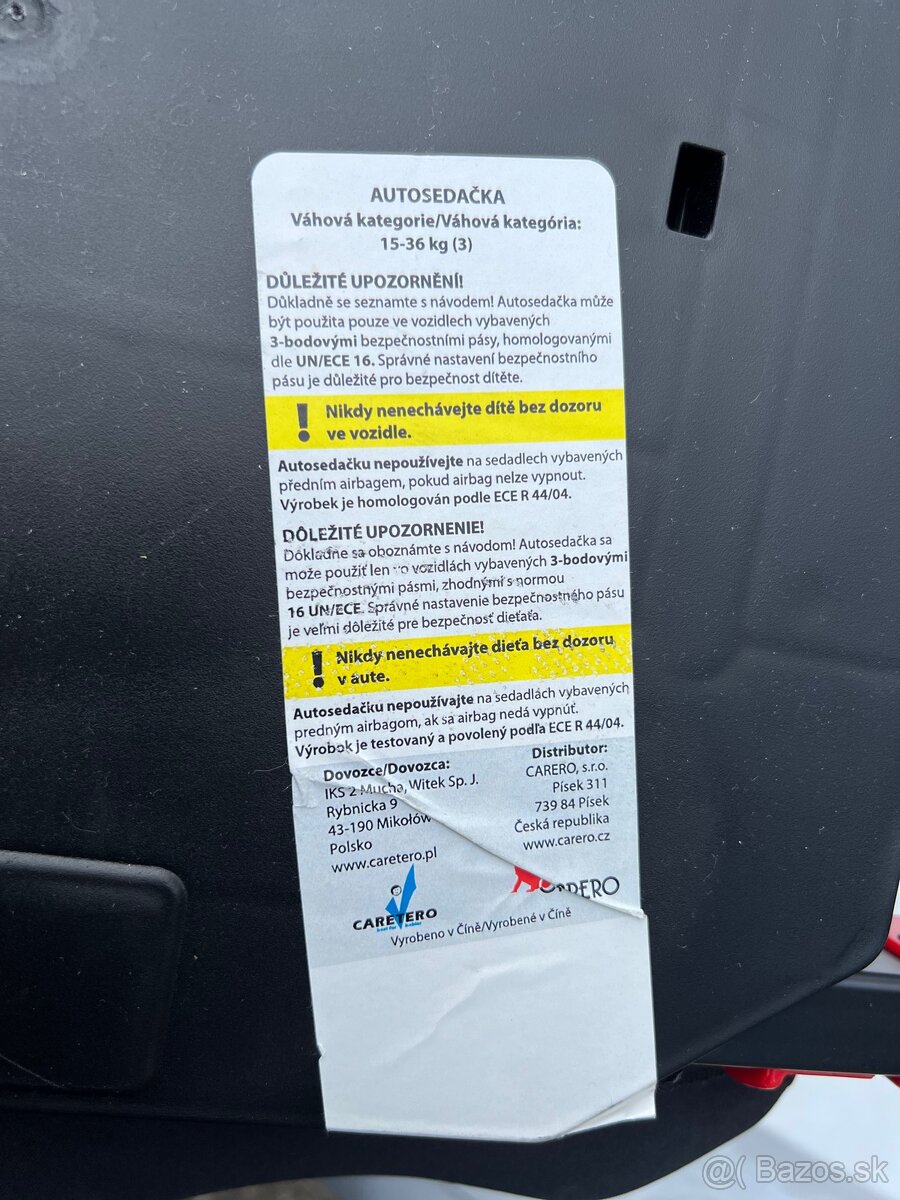 AUTOSEDAČKA
Váhová kategorie/Váhová kategória:
15-36 kg (3)
DŮLEŽITÉ UPOZORNĚNÍ!
Důkladně se seznamte s návodem! Autosedačka může
být použita pouze ve vozidlech vybavených
3-bodovými bezpečnostními pásy, homologovanými
dle UN/ECE 16. Správné nastavení bezpečnostního
pásu je důležité pro bezpečnost dítěte.
! Nikdy nenechávejte dítě bez dozoru
ve vozidle.
Autosedačku nepoužívejte na sedadlech vybavených
předním airbagem, pokud airbag nelze vypnout.
Výrobek je homologován podle ECE R 44/04.
DÔLEŽITÉ UPOZORNENIE!
Dôkladne sa oboznámte s návodom! Autosedačka sa
može použiť len vo vozidlách vybavených 3-bodovými
bezpečnostnými pásmi, zhodnými s normou
16 UN/ECE. Správné nastavenie bezpečnostného pásu
je veľmi dôležité pre bezpečnost dieťaťa.
! Nikdy nenechávajte dieťa bez dozoru
v aute.
Autosedačku nepoužívajte na sedadlách vybavených
predným airbagom, ak sa airbag nedá vypnúť.
Výrobok je testovaný a povolený podľa ECE R 44/04.
Dovozce/Dovozca:
IKS 2 Mucha, Witek Sp. J.
Rybnicka 9
43-190 Mikołów
Polsko
www.caretero.pl
Distributor:
CARERO, s.r.o.
Písek 311
739 84 Písek
Česká republika
www.carero.cz
CARETERO
CARERO
Vyrobeno v Číně/Vyrobené v Číně
@( Bazos.sk